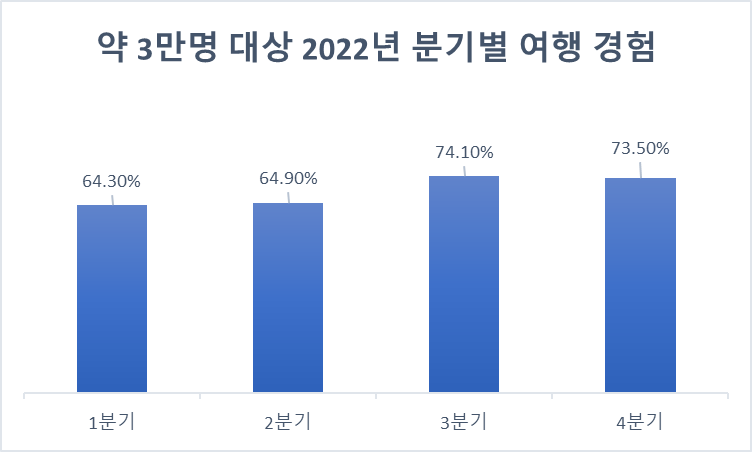 약 3만명 대상 2022년 분기별 여행 경험
64.30%
64.90%
74.10%
73.50%
1분기
2분기
3분기
4분기